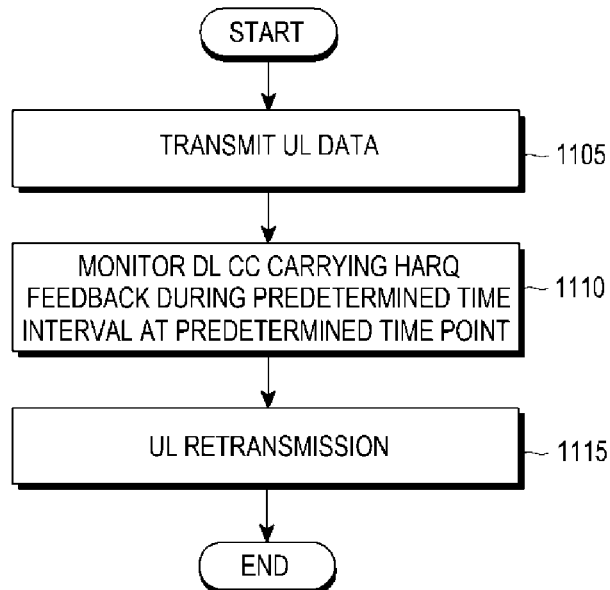 START
TRANSMIT UL DATA
1105
MONITOR DL CC CARRYING HARQ
FEEDBACK DURING PREDETERMINED TIME
INTERVAL AT PREDETERMINED TIME POINT
1110
UL RETRANSMISSION
1115
END